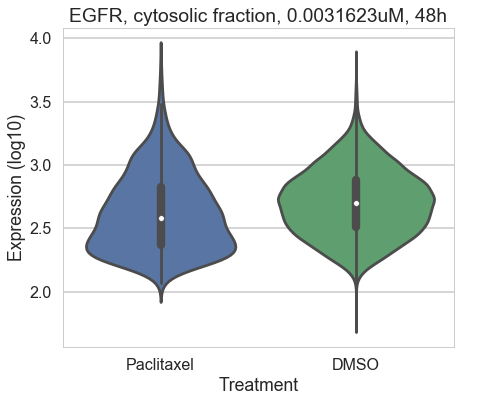 EGFR, cytosolic fraction, 0.0031623uM, 48h
Expression (log10)
4.0
3.5
3.0
2.5
2.0
Paclitaxel
DMSO
Treatment